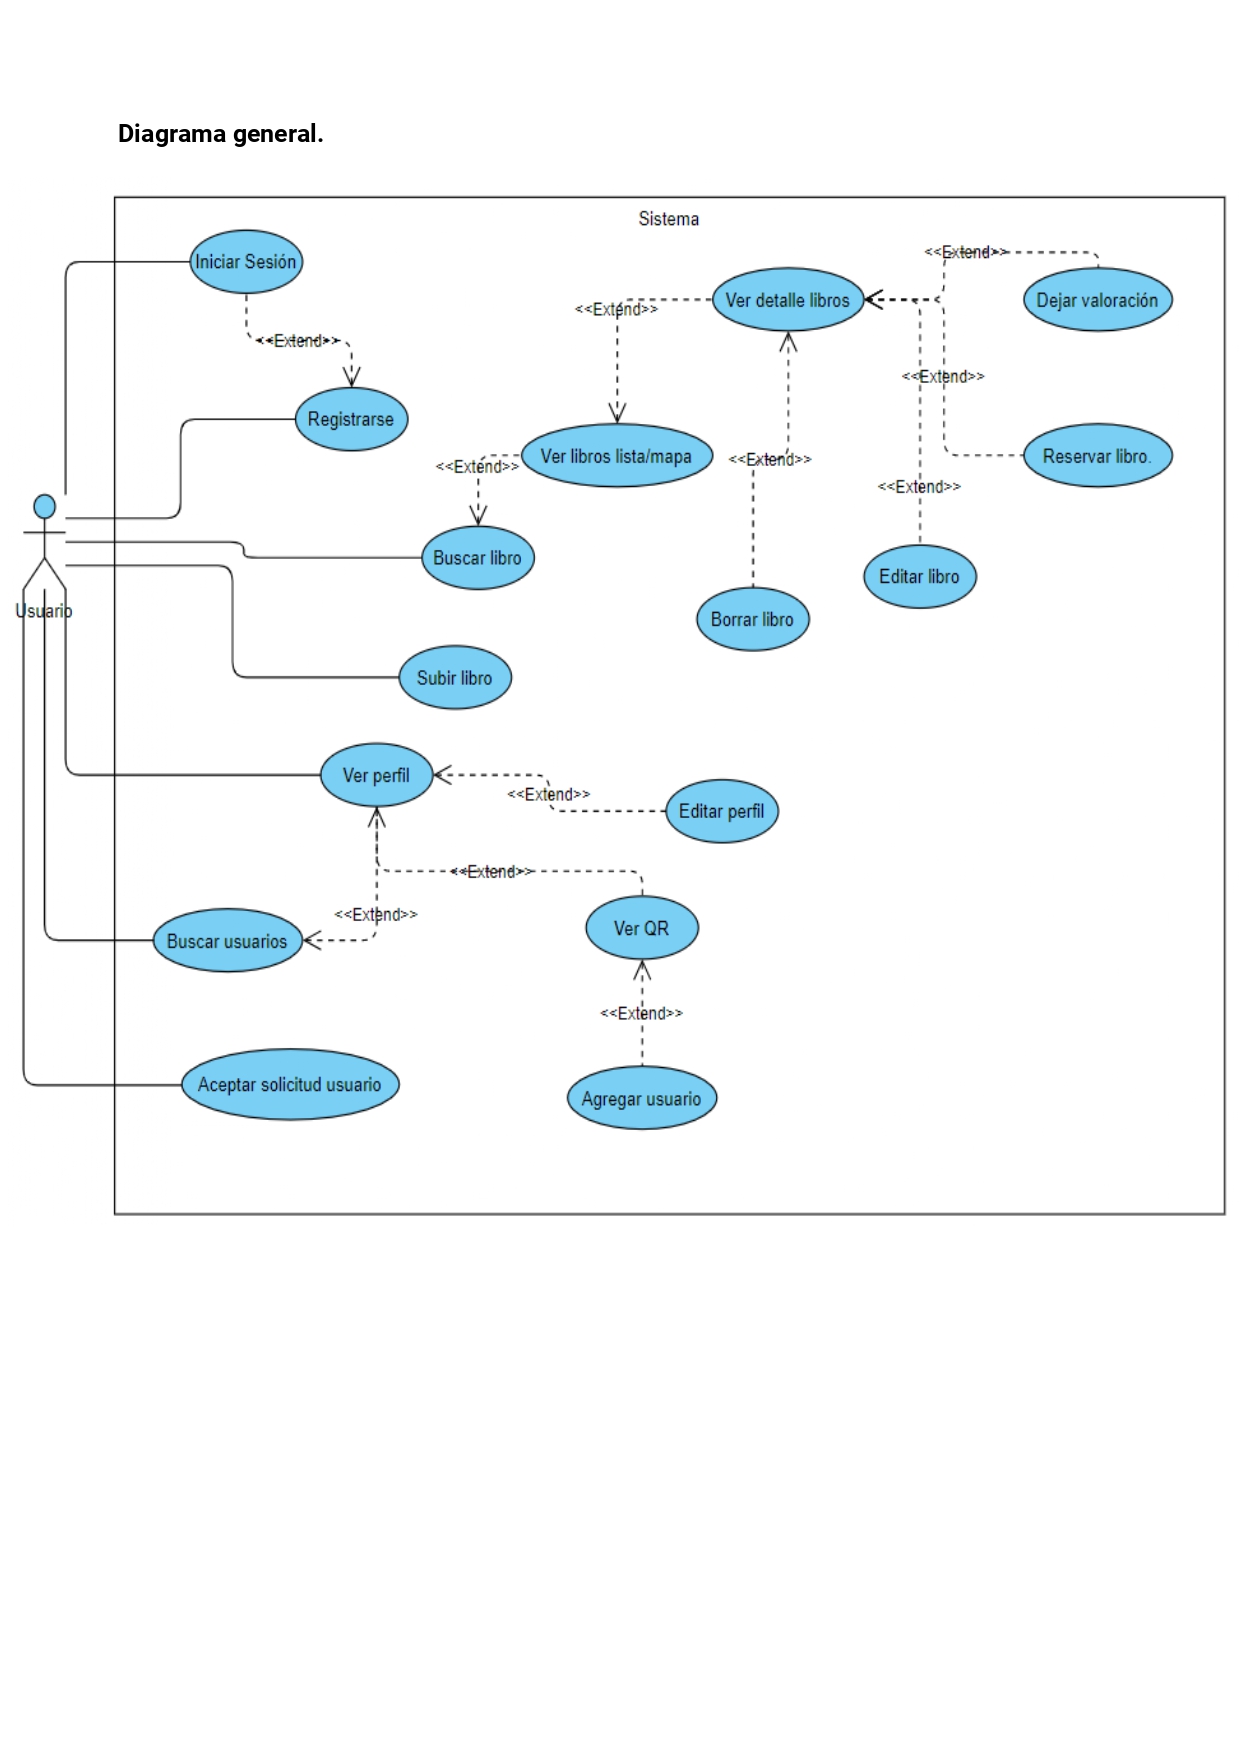 Diagrama general.
Sistema
Iniciar Sesión
<<Extend>>
Registrarse
<<Extend>>
Ver detalle libros
<<Extend>>
Dejar valoración
<<Extend>>
<<Extend>>
Ver libros lista/mapa
<<Extend>>
<<Extend>>
Reservar libro.
<<Extend>>
Buscar libro
Editar libro
Borrar libro
Usuario
Subir libro
Ver perfil
<<Extend>>
Editar perfil
<<Extend>>
<<Extend>>
Buscar usuarios
Ver QR
<<Extend>>
Aceptar solicitud usuario
Agregar usuario